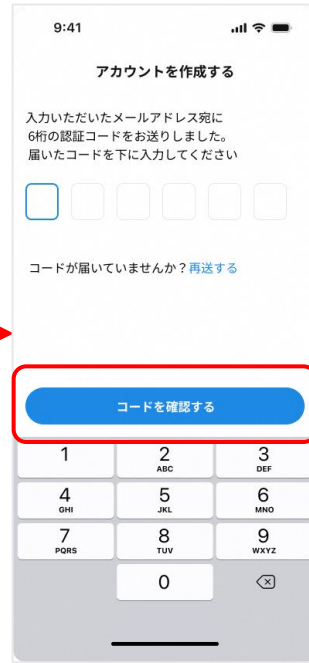 9:41
アカウントを作成する
入力いただいたメールアドレス宛に
6桁の認証コードをお送りしました。
届いたコードを下に入力してください
コードが届いていませんか?再送する
コードを確認する
1 2 3
ABC DEF
4 5 6
GHI JKL MNO
7 8 9
PQRS TUV WXYZ
0